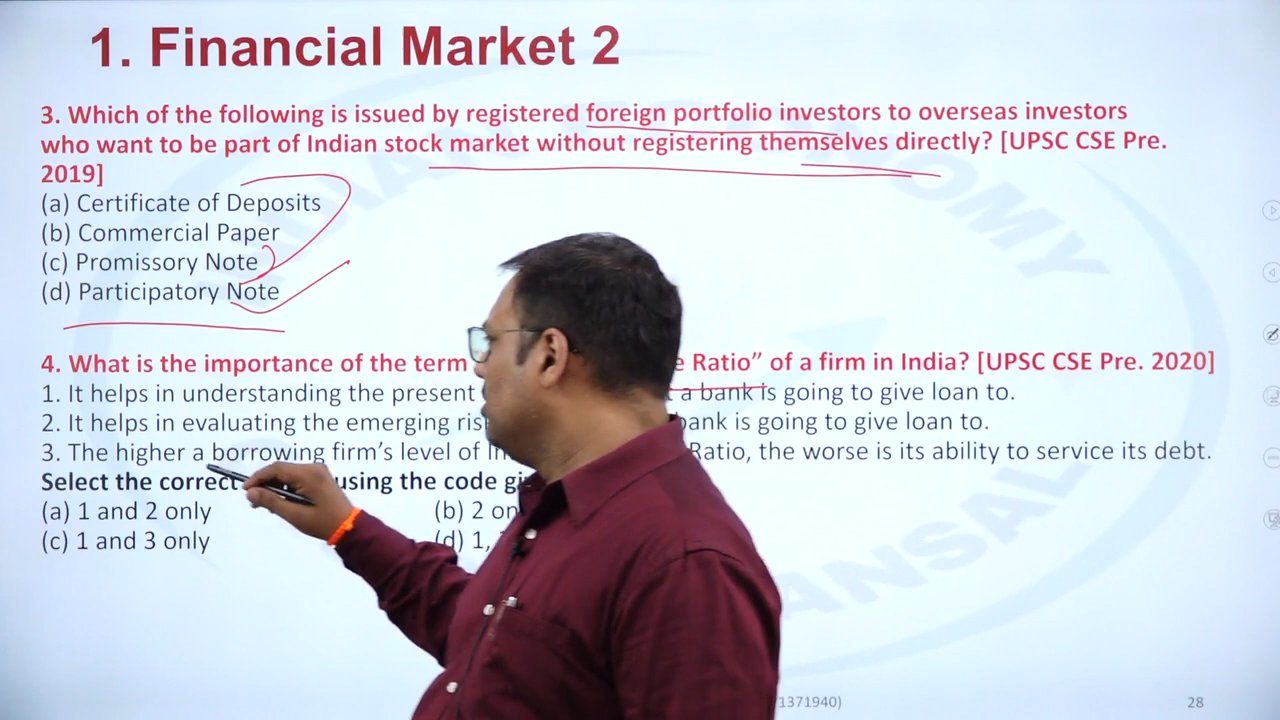 1. Financial Market 2
3. Which of the following is issued by registered foreign portfolio investors to overseas investors
who want to be part of Indian stock market without registering themselves directly? [UPSC CSE Pre.
2019]
(a) Certificate of Deposits
(b) Commercial Paper
(c) Promissory Note
(d) Participatory Note
4. What is the importance of the term Ratio” of a firm in India? [UPSC CSE Pre. 2020]
1. It helps in understanding the present a bank is going to give loan to.
2. It helps in evaluating the emerging bank is going to give loan to.
3. The higher a borrowing firm’s level of Ratio, the worse is its ability to service its debt.
Select the correct using the code
(a) 1 and 2 only
(b) 2
(c) 1 and 3 only
(d) 1,
1371940)
28